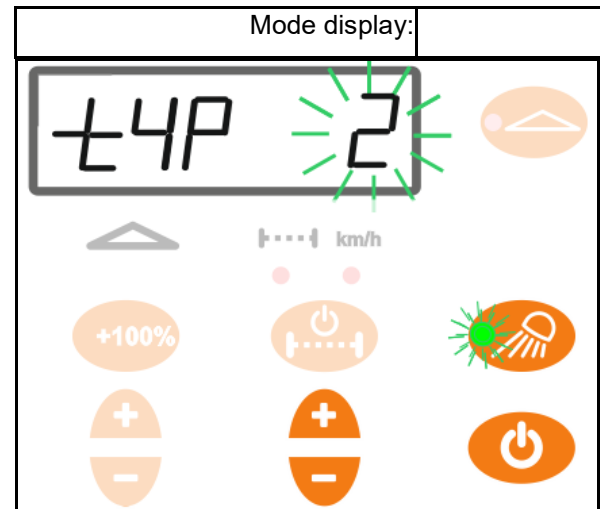 Mode display:
t4P 2
km/h
+100%
+ +
- -